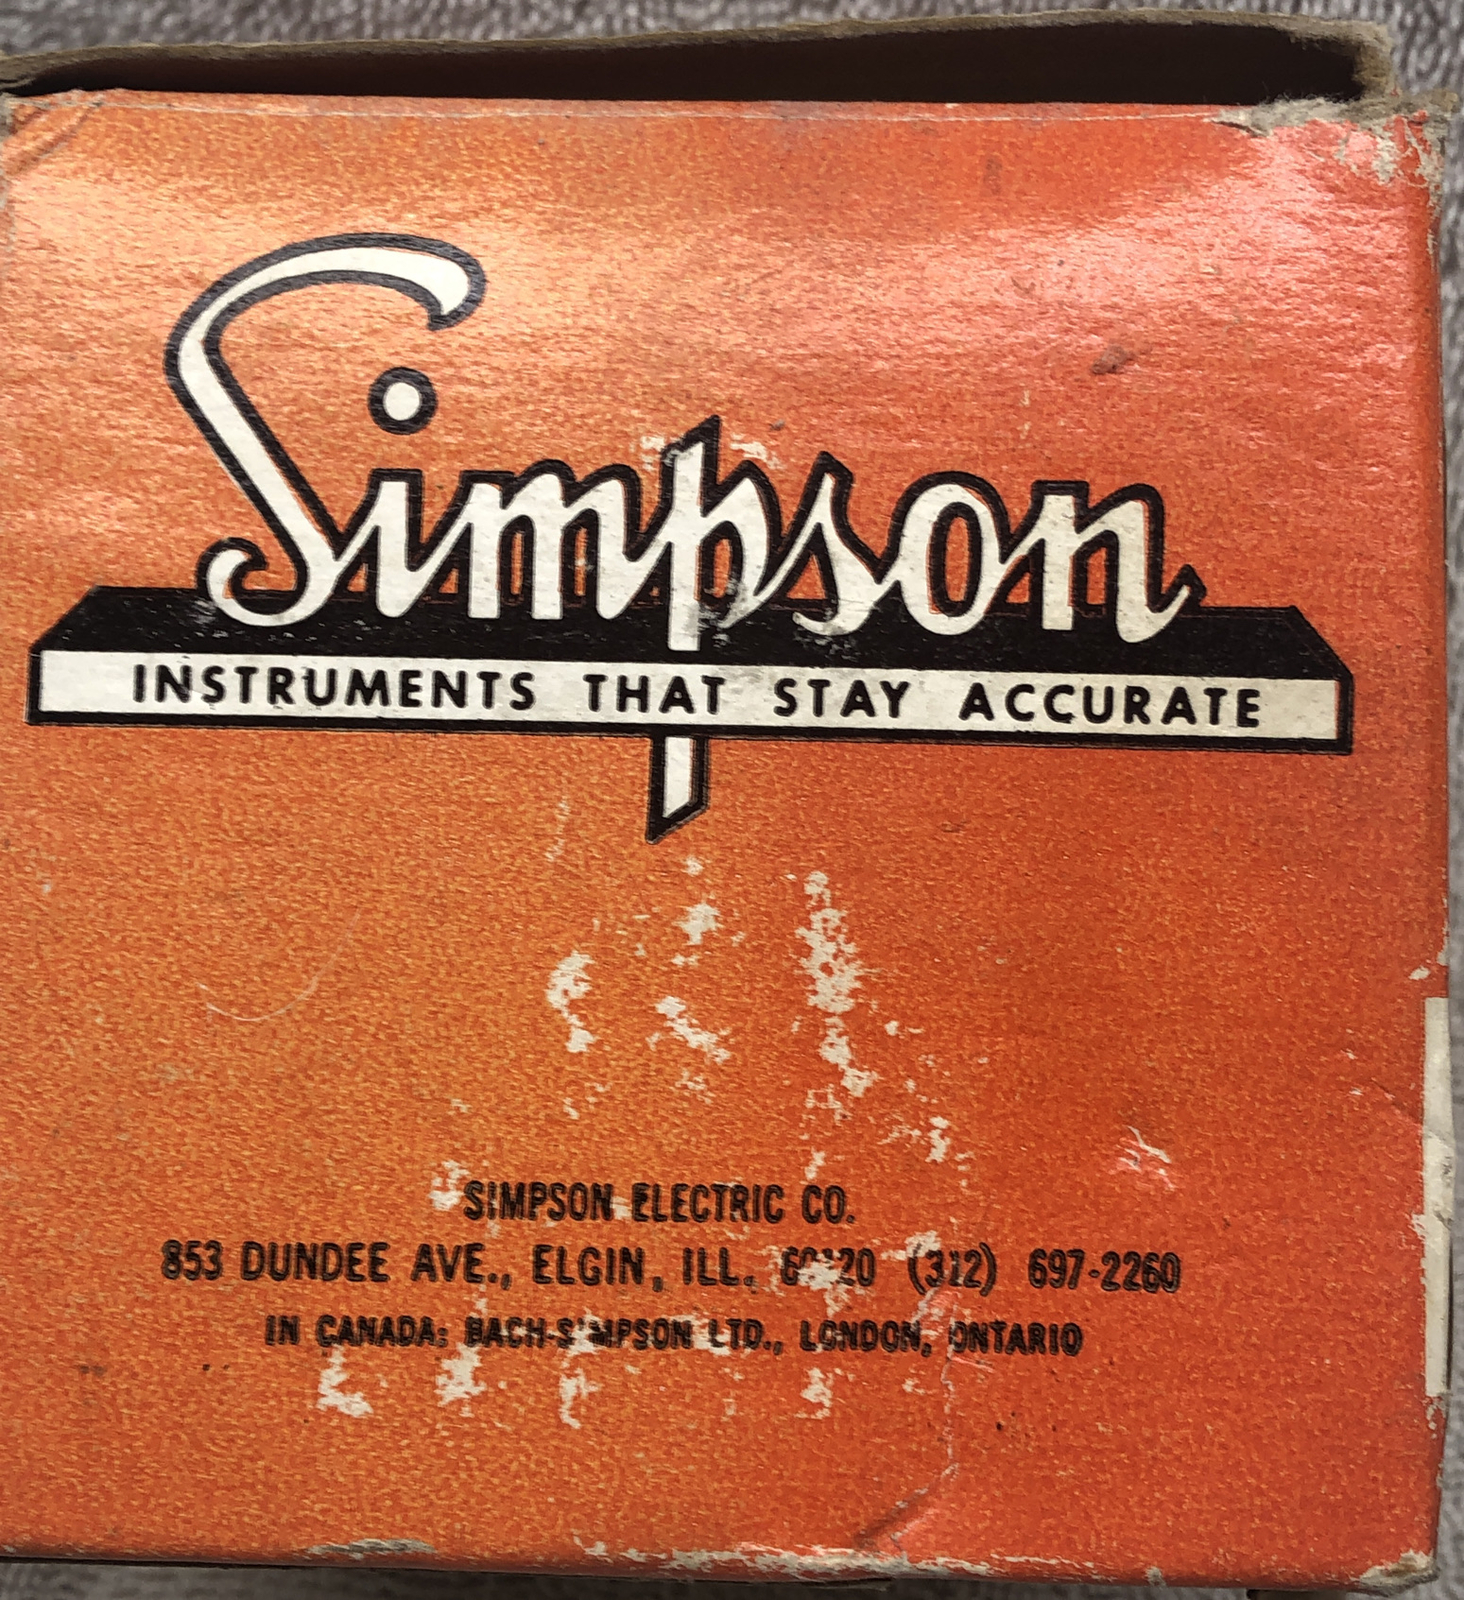 Simpson
INSTRUMENTS THAT STAY ACCURATE
SIMPSON ELECTRIC CO.
853 DUNDEE AVE., ELGIN, ILL. 60120 (312) 697-2260
IN CANADA: BACH-SIMPSON LTD., LONDON, ONTARIO